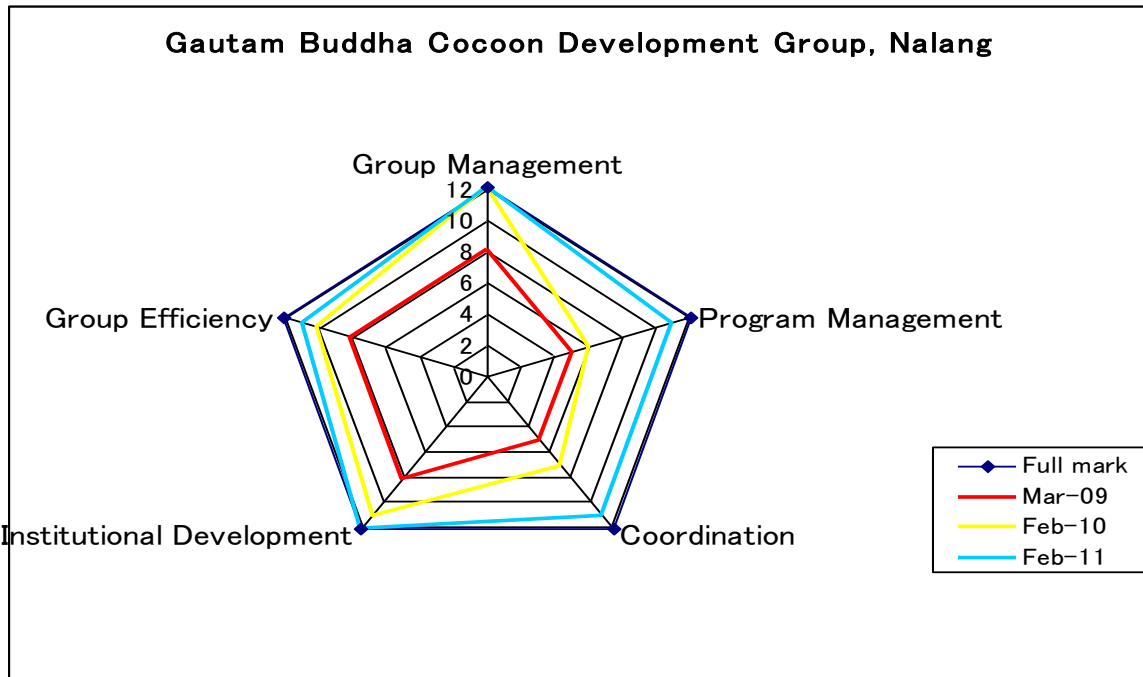 Gautam Buddha Cocoon Development Group, Nalang
Group Management
12
10
8
6
4
2
0
Group Efficiency
Program Management
Institutional Development
Coordination
Full mark
Mar-09
Feb-10
Feb-11